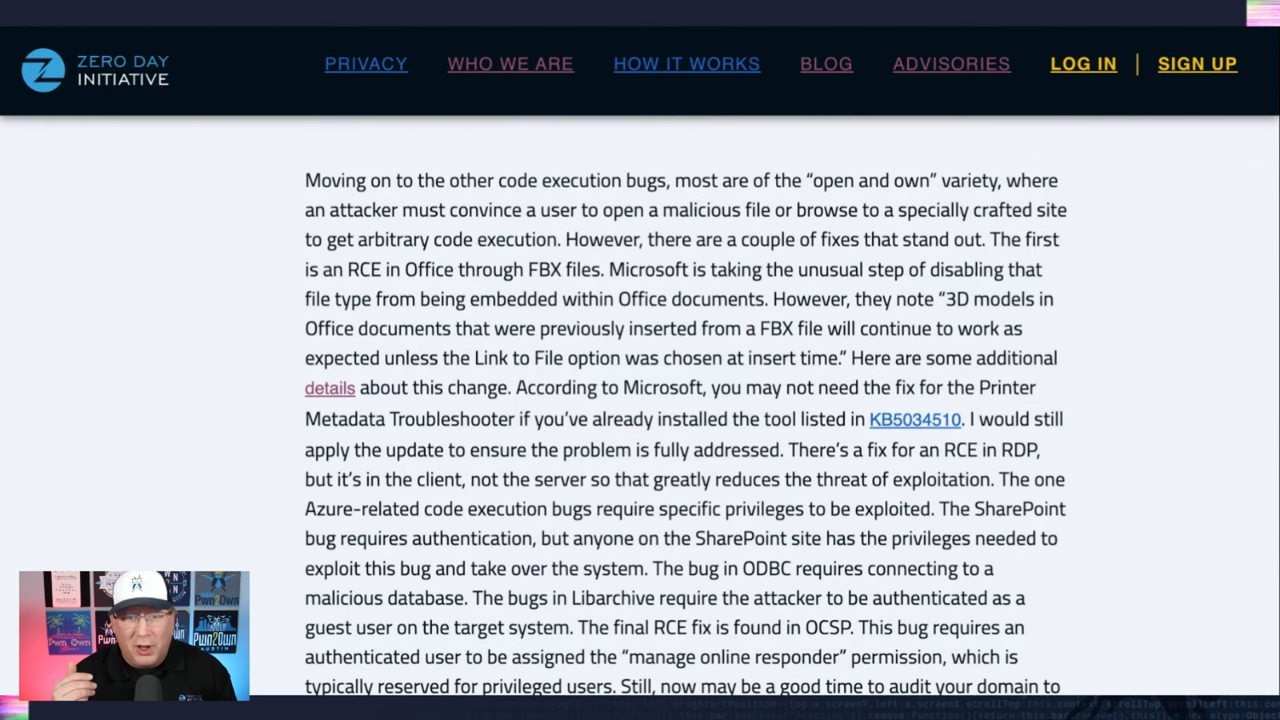 ZERO DAY
INITIATIVE
PRIVACY
WHO WE ARE
HOW IT WORKS
BLOG
ADVISORIES
LOG IN
SIGN UP
Moving on to the other code execution bugs, most are of the “open and own” variety, where
an attacker must convince a user to open a malicious file or browse to a specially crafted site
to get arbitrary code execution. However, there are a couple of fixes that stand out. The first
is an RCE in Office through FBX files. Microsoft is taking the unusual step of disabling that
file type from being embedded within Office documents. However, they note “3D models in
Office documents that were previously inserted from a FBX file will continue to work as
expected unless the Link to File option was chosen at insert time.” Here are some additional
details about this change. According to Microsoft, you may not need the fix for the Printer
Metadata Troubleshooter if you’ve already installed the tool listed in KB5034510. I would still
apply the update to ensure the problem is fully addressed. There’s a fix for an RCE in RDP,
but it’s in the client, not the server so that greatly reduces the threat of exploitation. The one
Azure-related code execution bugs require specific privileges to be exploited. The SharePoint
bug requires authentication, but anyone on the SharePoint site has the privileges needed to
exploit this bug and take over the system. The bug in ODBC requires connecting to a
malicious database. The bugs in Libarchive require the attacker to be authenticated as a
guest user on the target system. The final RCE fix is found in OCSP. This bug requires an
authenticated user to be assigned the “manage online responder” permission, which is
typically reserved for privileged users. Still, now may be a good time to audit your domain to
Pwn2Own
Pwn Own
Pwn2Own
AUSTIN